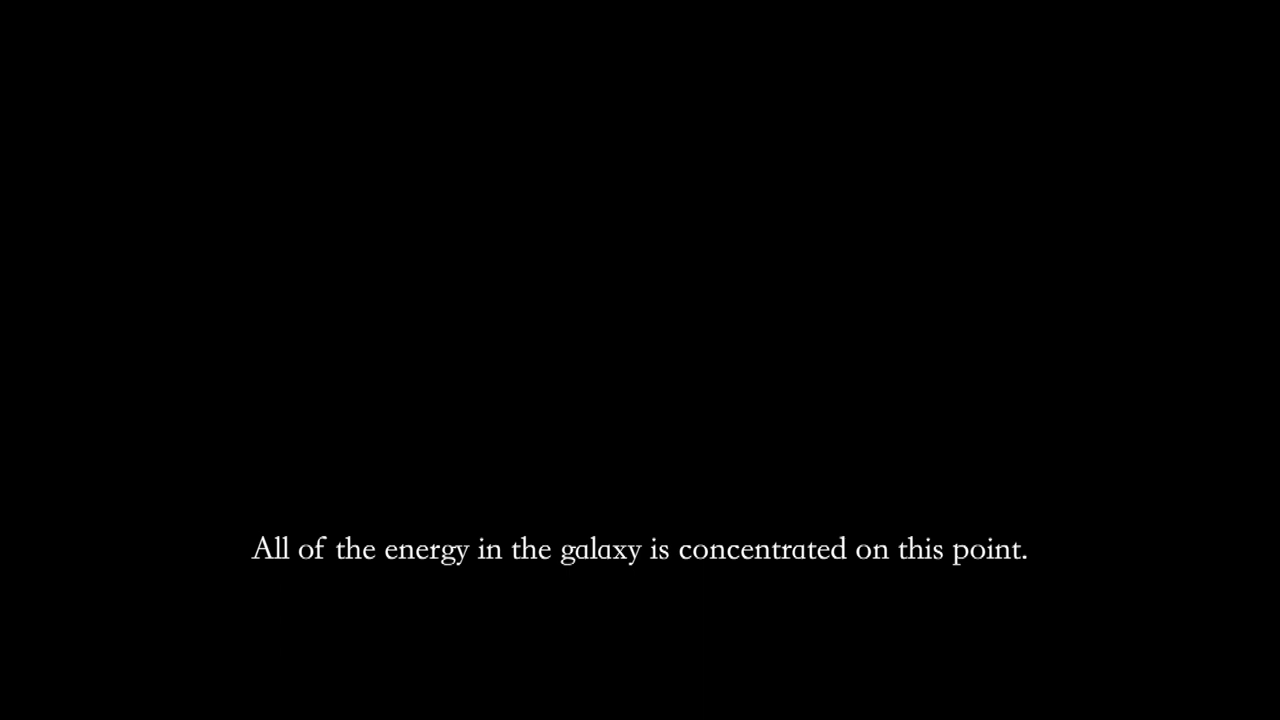 All of the energy in the galaxy is concentrated on this point.